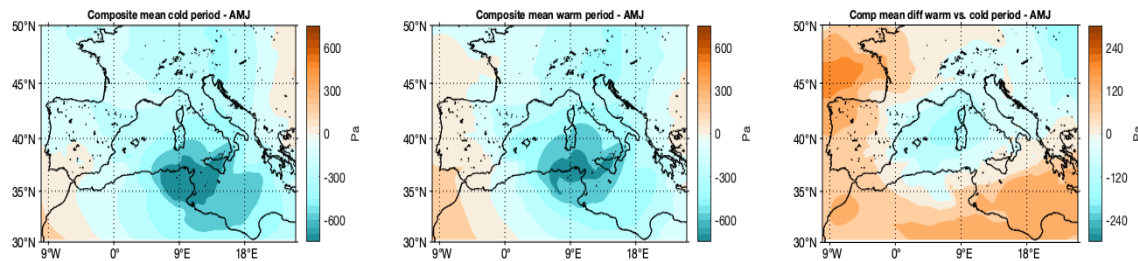 Composite mean cold period - AMJ
50°N
45°N
40°N
35°N
30°N
9°W
0°
9°E
18°E
600
300
0
-300
-600
Pa
Composite mean warm period - AMJ
50°N
45°N
40°N
35°N
30°N
9°W
0°
9°E
18°E
600
300
0
-300
-600
Pa
Comp mean diff warm vs. cold period - AMJ
50°N
45°N
40°N
35°N
30°N
9°W
0°
9°E
18°E
240
120
0
-120
-240
Pa